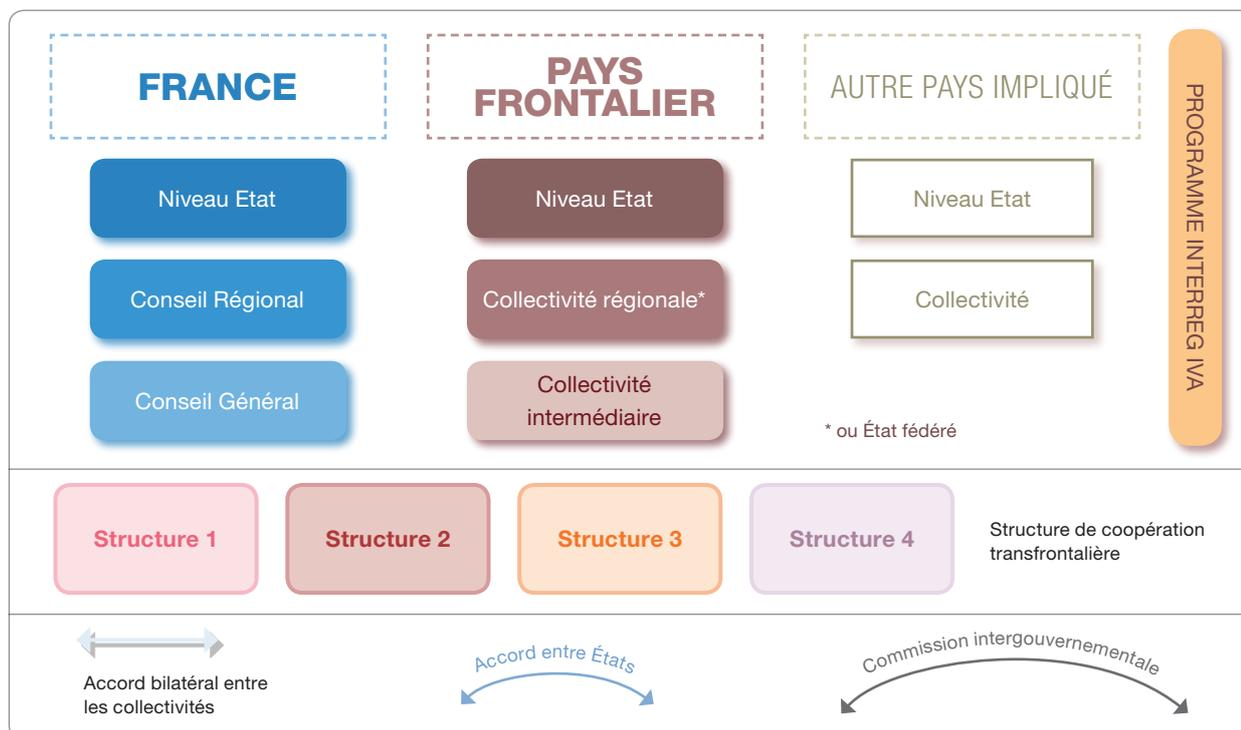 FRANCE
PAYS
FRONTALIER
AUTRE PAYS IMPLIQUÉ
PROGRAMME INTERREG IVA
Niveau Etat
Niveau Etat
Niveau Etat
Conseil Régional
Collectivité régionale*
Collectivité
Conseil Général
Collectivité
intermédiaire
* ou État fédéré
Structure 1
Structure 2
Structure 3
Structure 4
Structure de coopération
transfrontalière
Accord bilatéral entre
les collectivités
Accord entre États
Commission intergouvernementale